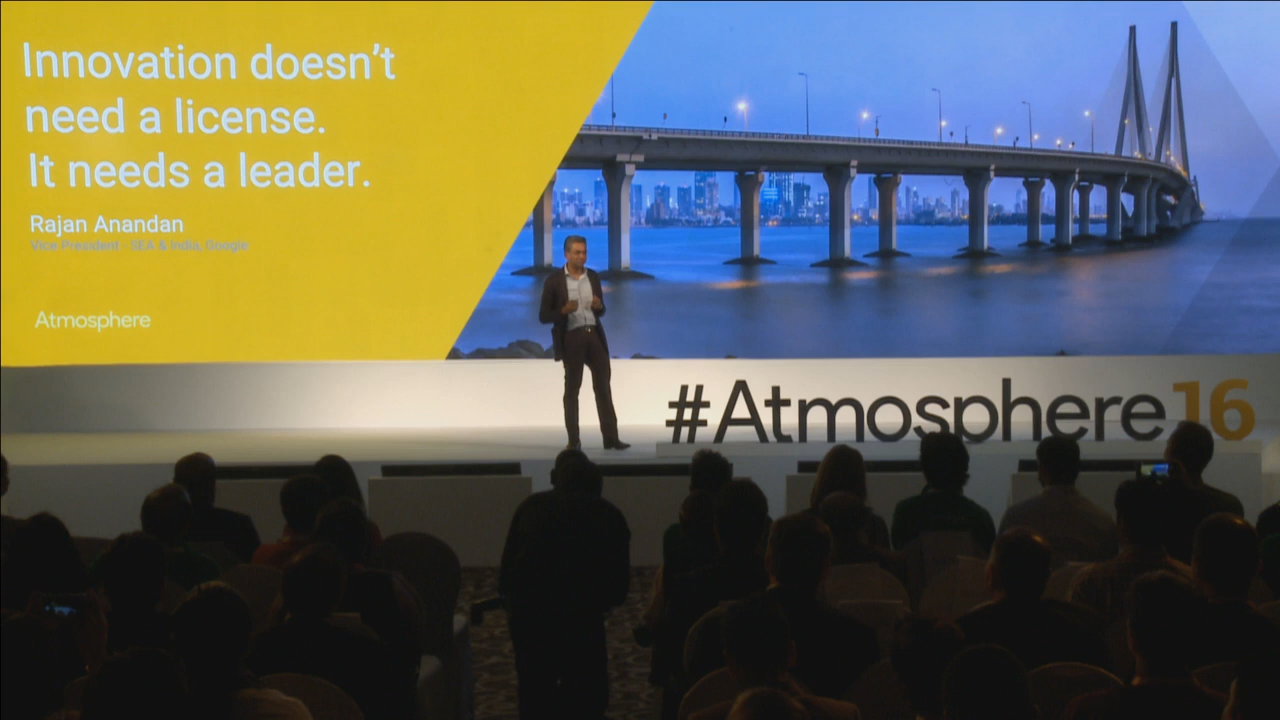 Innovation doesn't
need a license.
It needs a leader.
Rajan Anandan
Vice President - SEA & India, Google
Atmosphere
#Atmosphere16